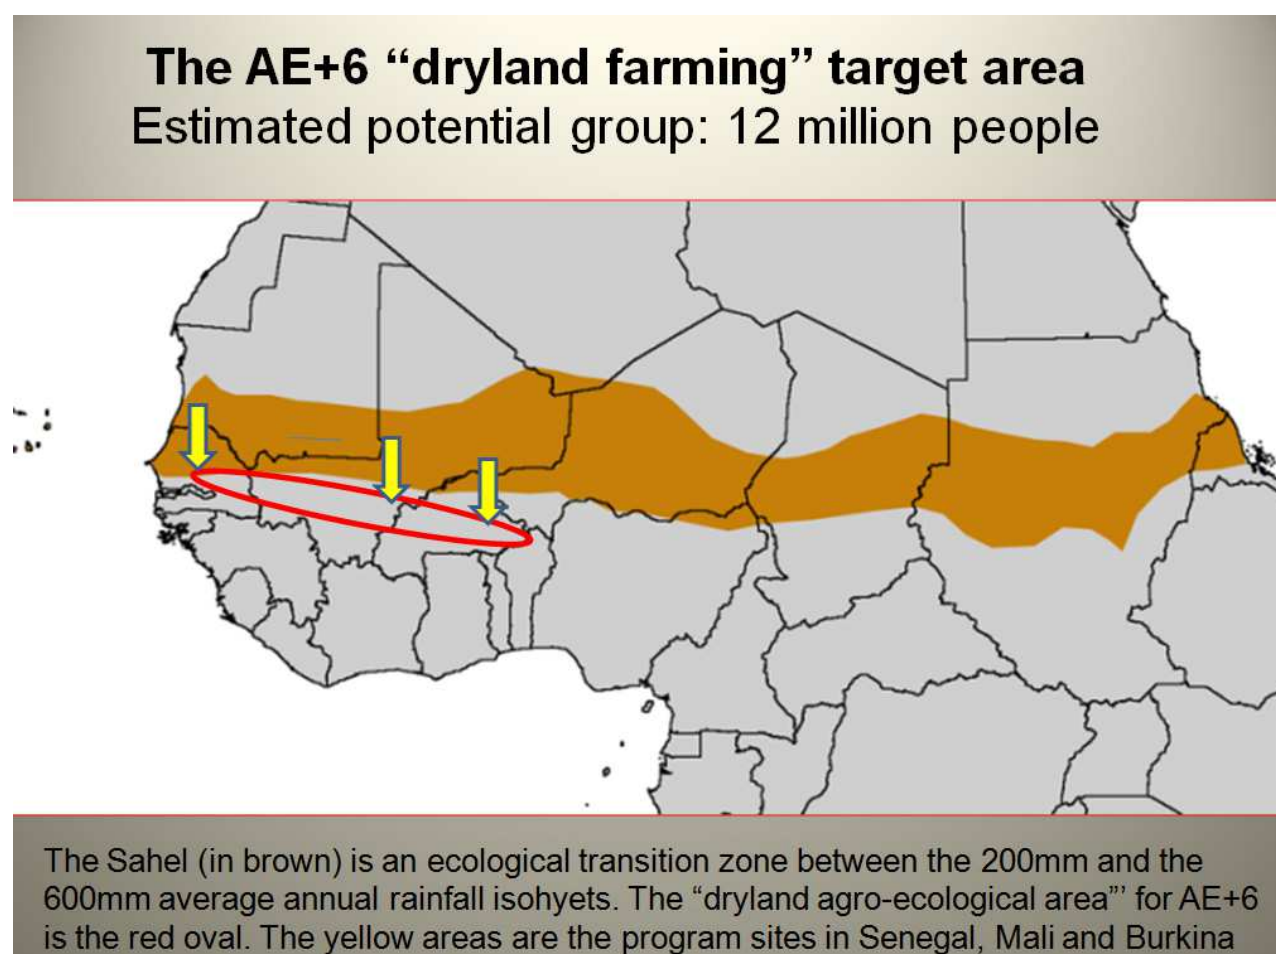 The AE+6 “dryland farming” target area
Estimated potential group: 12 million people
The Sahel (in brown) is an ecological transition zone between the 200mm and the
600mm average annual rainfall isohyets. The “dryland agro-ecological area”’ for AE+6
is the red oval. The yellow areas are the program sites in Senegal, Mali and Burkina